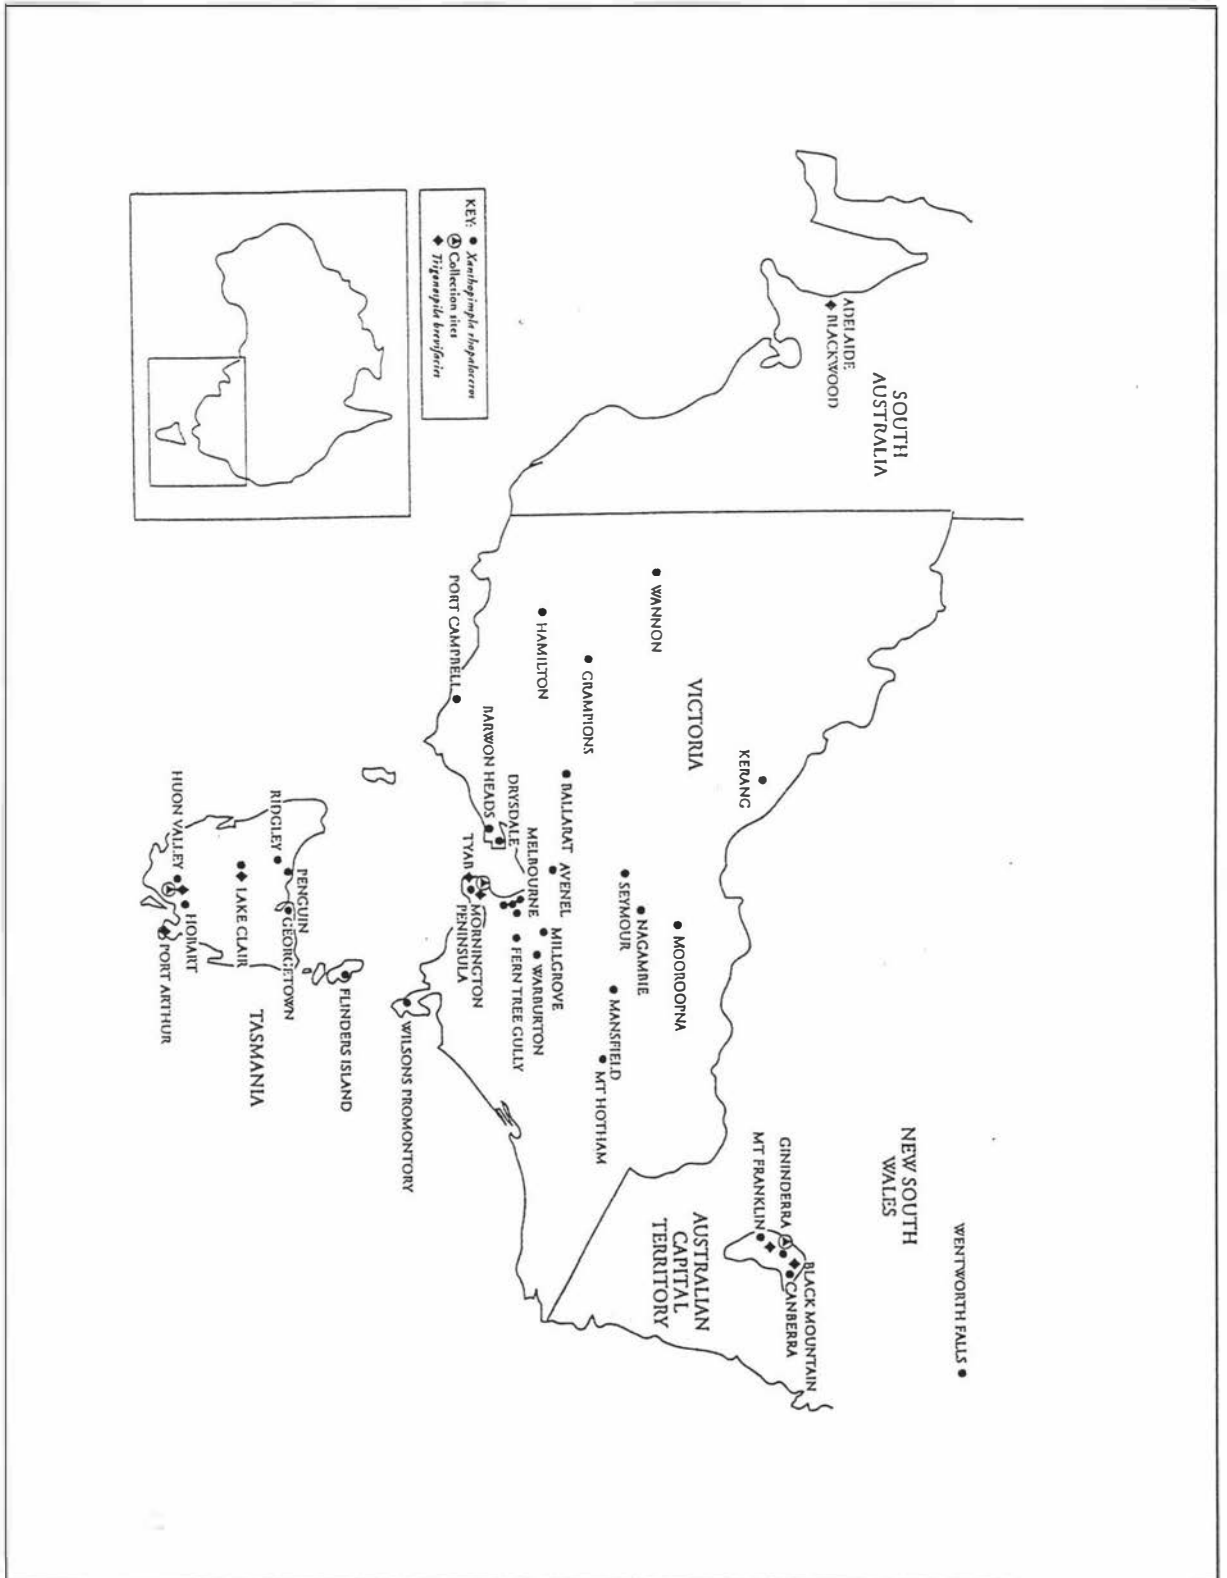 SOUTH
AUSTRALIA
ADELAIDE
BLACKWOOD
KEY: ● Xanthopimpla rhopaloceros
Collection sites
◆ Trigonospila brevifacies
WENTWORTH FALLS
NEW SOUTH
WALES
BLACK MOUNTAIN
CANBERRA
GININDERRA
MT FRANKLIN
AUSTRALIAN
CAPITAL
TERRITORY
KERANG
VICTORIA
MOOROOPNA
WANNON
NAGAMBIE
SEYMOUR
MANSFIELD
MT HOTHAM
GRAMPIONS
BALLARAT
AVENEL
MILLGROVE
HAMILTON
WARBURTON
MELBOURNE
FERN TREE GULLY
DRYSDALE
BARWON HEADS
MORNINGTON
PENINSULA
TYAB
PORT CAMPBELL
WILSONS PROMONTORY
FLINDERS ISLAND
PENGUIN
GEORGETOWN
RIDGLEY
TASMANIA
LAKE CLAIR
HOBART
HUON VALLEY
PORT ARTHUR